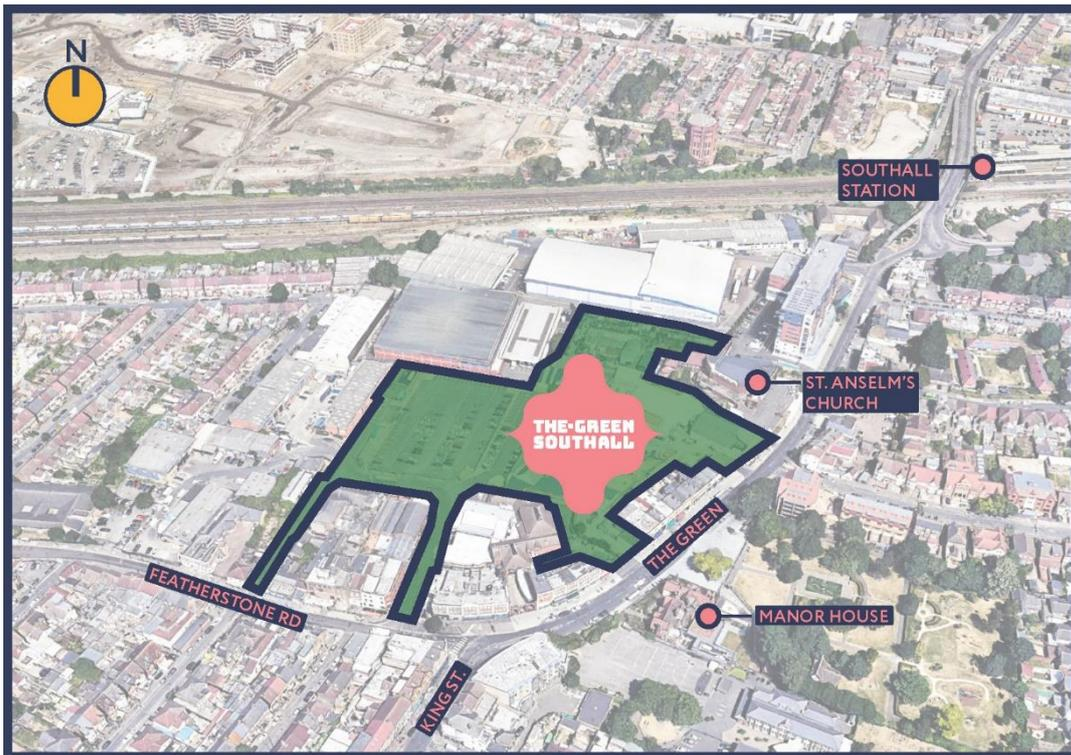 N
SOUTHALL
STATION
ST. ANSELM'S
CHURCH
THE-GREEN
SOUTHALL
THE GREEN
FEATHERSTONE RD
MANOR HOUSE
KING ST.